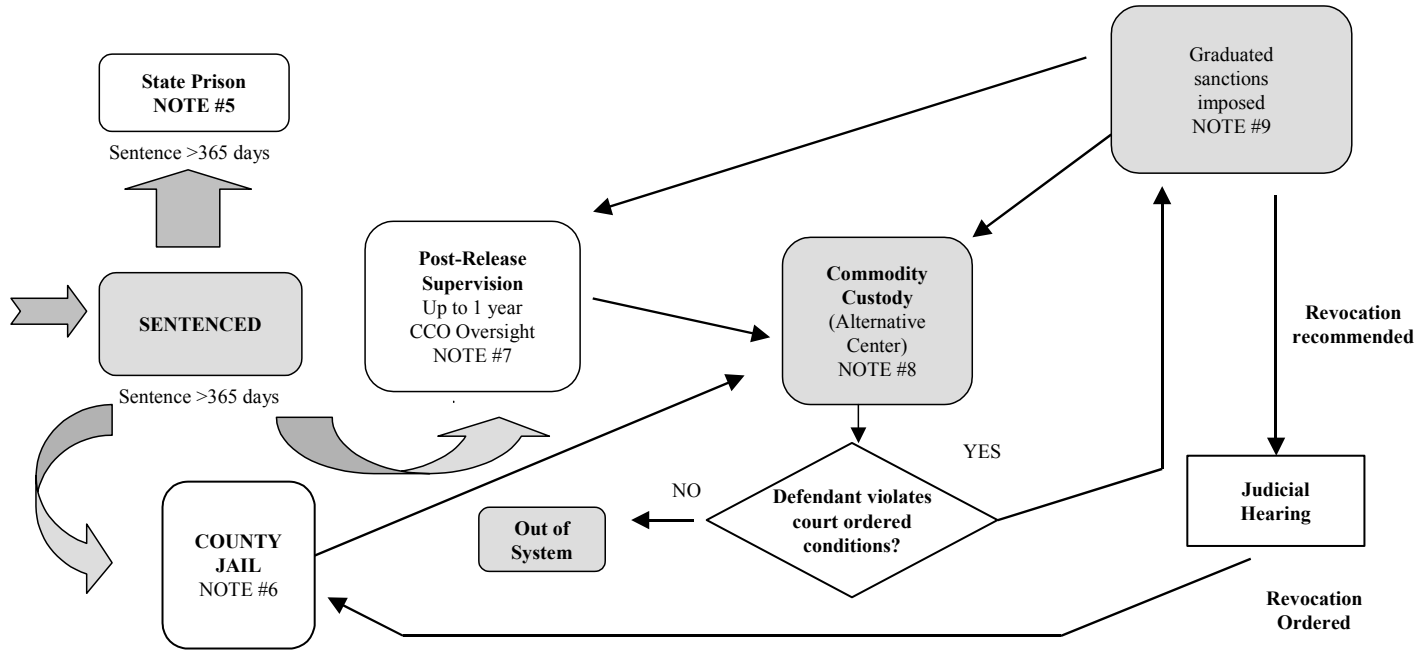 State Prison
NOTE #5
Sentence >365 days
SENTENCED
Sentence >365 days
COUNTY
JAIL
NOTE #6
Post-Release
Supervision
Up to 1 year
CCO Oversight
NOTE #7
.
Commodity
Custody
(Alternative
Center)
NOTE #8
Defendant violates
court ordered
conditions?
NO
Out of
System
YES
Graduated
sanctions
imposed
NOTE #9
Revocation
recommended
Judicial
Hearing
Revocation
Ordered